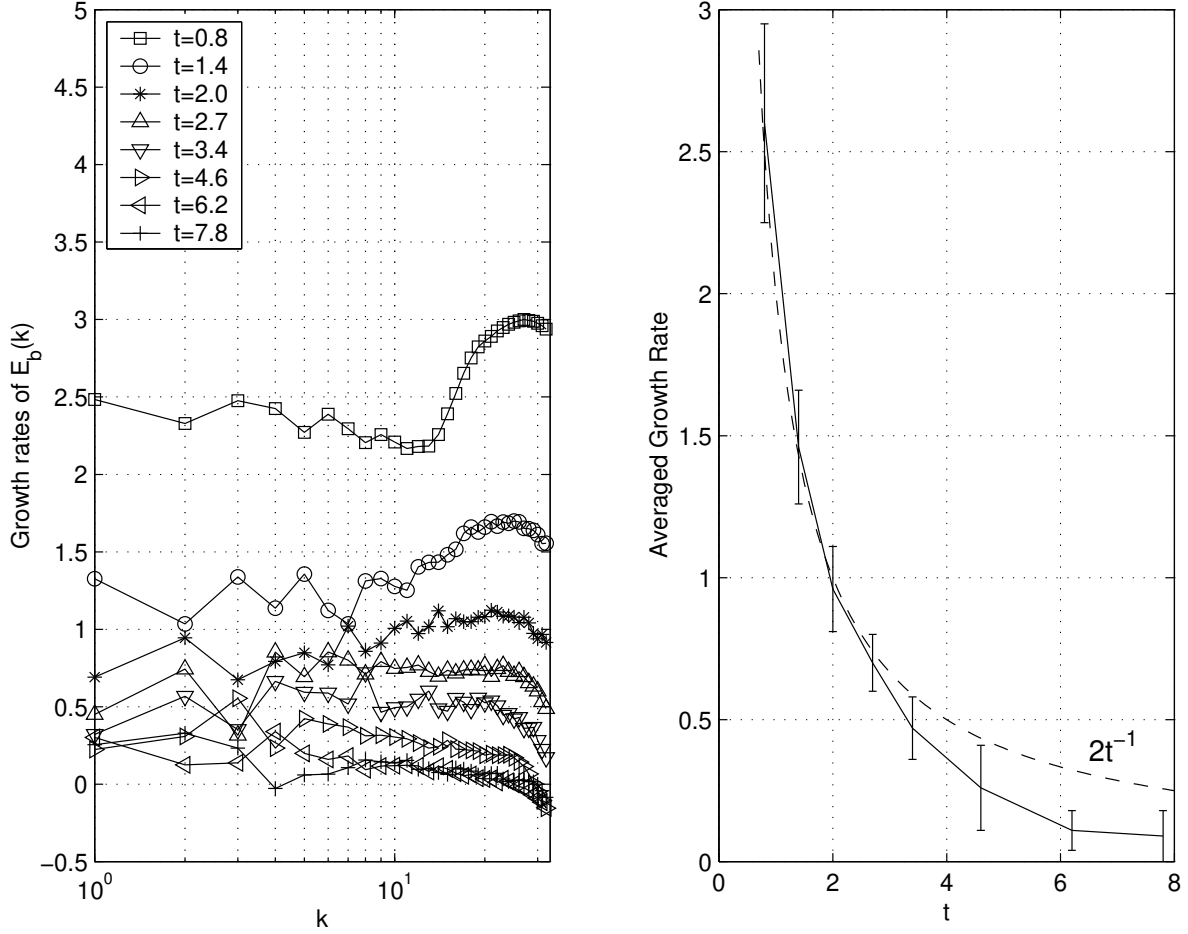 5
4.5
4
3.5
3
2.5
2
1.5
1
0.5
0
−0.5
10^0
10^1
k
Growth rates of E_b(k)
t=0.8
t=1.4
t=2.0
t=2.7
t=3.4
t=4.6
t=6.2
t=7.8
3
2.5
2
1.5
1
0.5
0
0
2
4
6
8
t
Averaged Growth Rate
2t^-1